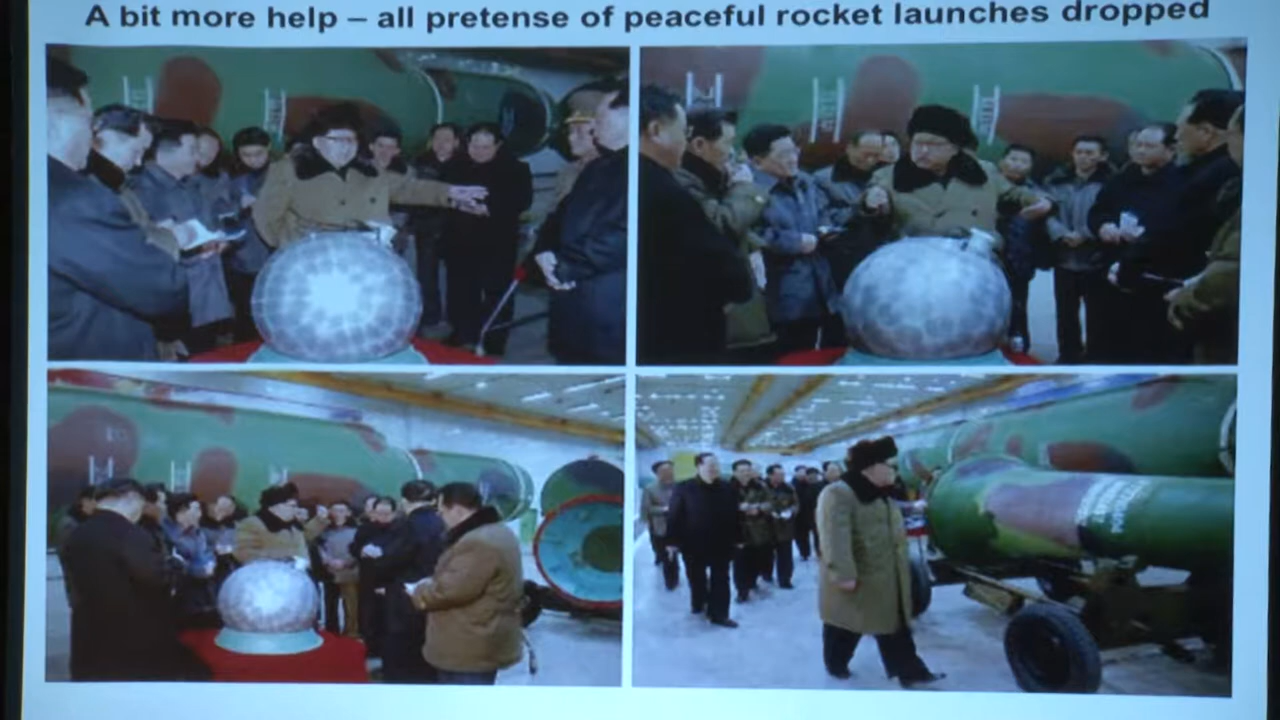 A bit more help – all pretense of peaceful rocket launches dropped